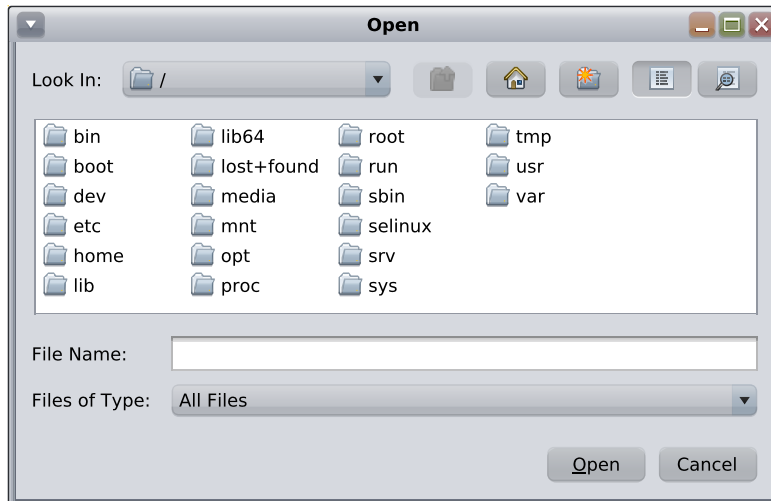 Open
Look In: /
bin lib64 root tmp
boot lost+found run usr
dev media sbin var
etc mnt selinux
home opt srv
lib proc sys
File Name:
Files of Type: All Files
Open Cancel